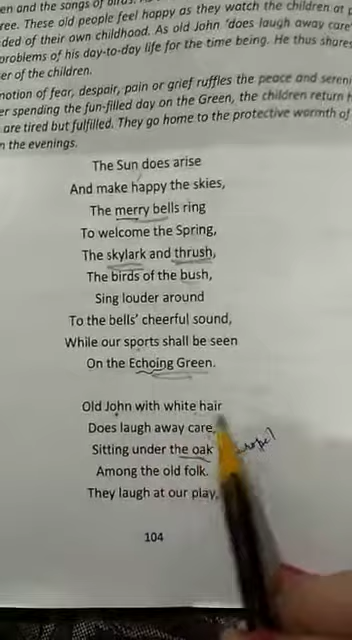 en and the songs of birds.
ree. These old people feel happy as they watch the children at p
ded of their own childhood. As old John 'does laugh away care'
problems of his day-to-day life for the time being. He thus shares
er of the children.
motion of fear, despair, pain or grief ruffles the peace and sereni
er spending the fun-filled day on the Green, the children return h
are tired but fulfilled. They go home to the protective warmth of
n the evenings.
The Sun does arise
And make happy the skies,
The merry bells ring
To welcome the Spring,
The skylark and thrush,
The birds of the bush,
Sing louder around
To the bells' cheerful sound,
While our sports shall be seen
On the Echoing Green.
Old John with white hair
Does laugh away care,
Sitting under the oak
Among the old folk.
They laugh at our play,
104